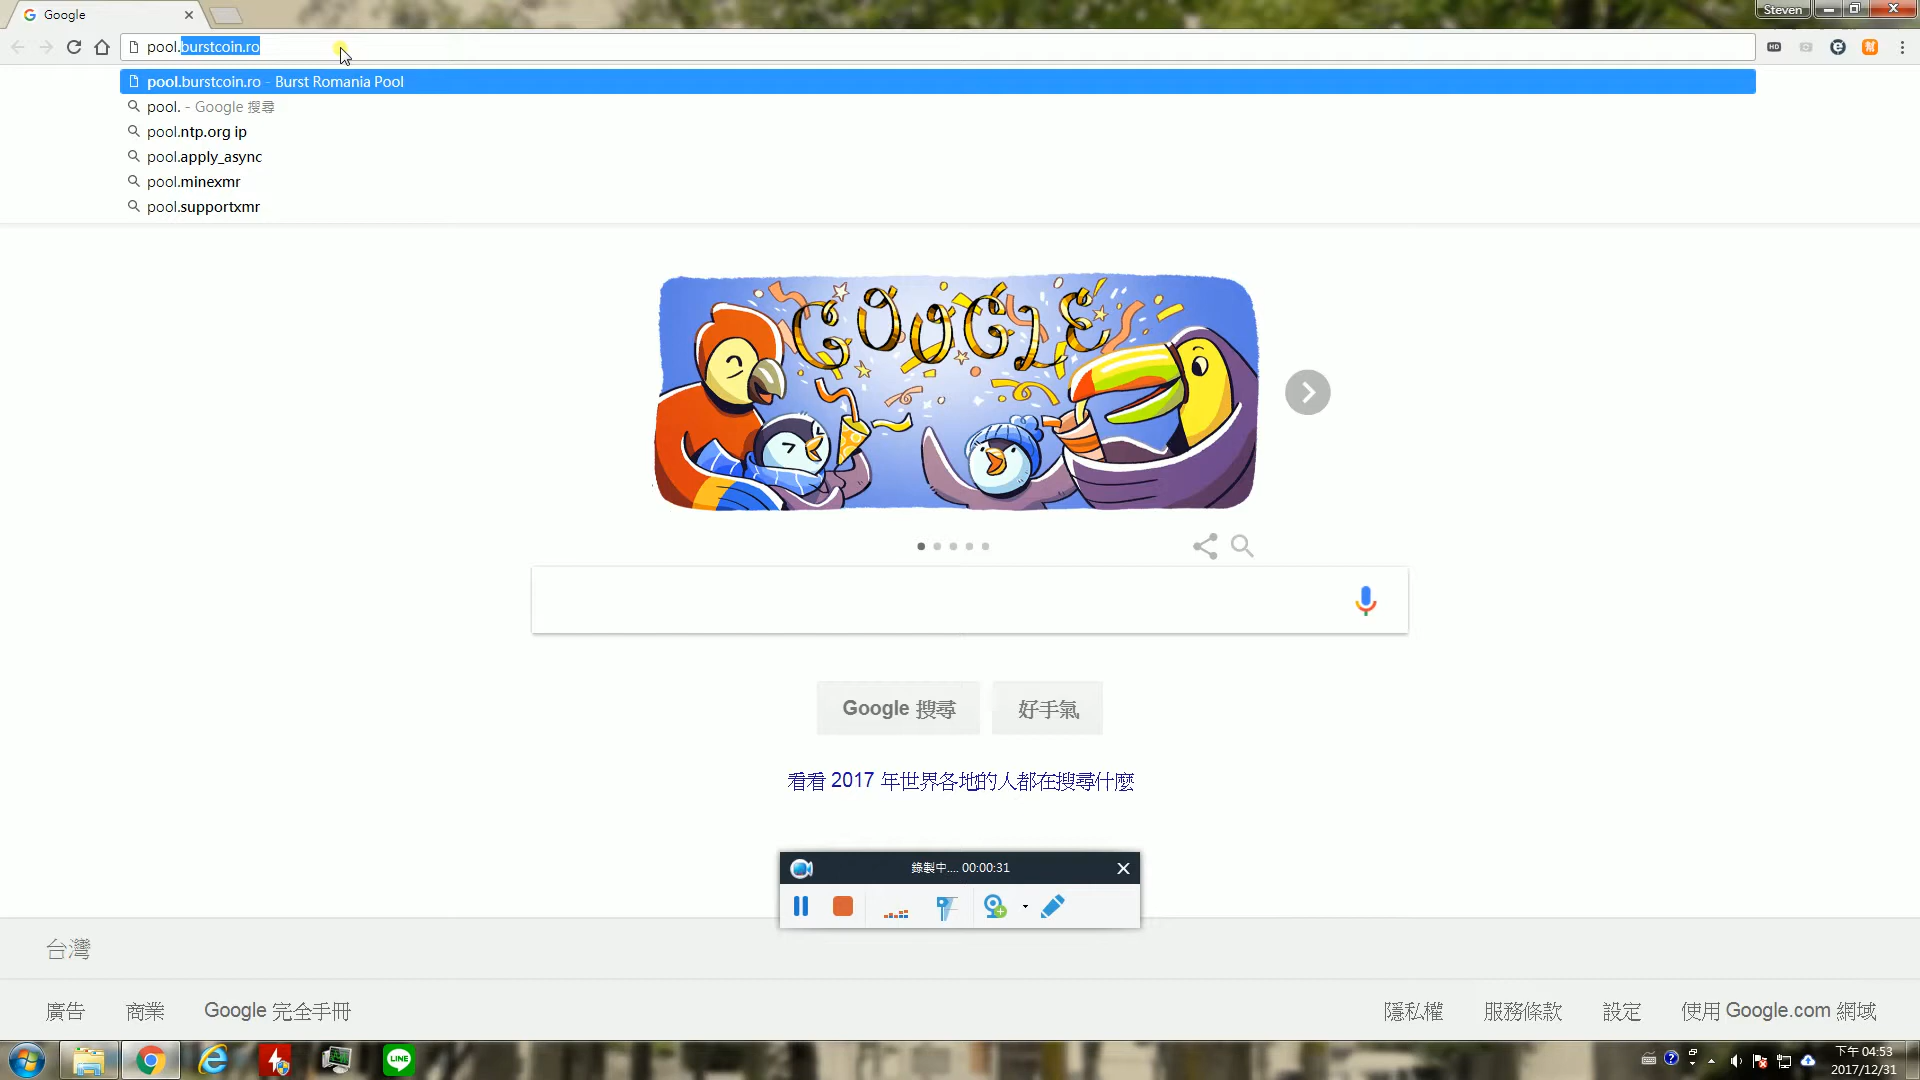 Google
Steven
pool.burstcoin.ro
HD
pool.burstcoin.ro - Burst Romania Pool
pool. - Google 搜尋
pool.ntp.org ip
pool.apply_async
pool.minexmr
pool.supportxmr
GOOGLE
Google 搜尋
好手氣
看看 2017 年世界各地的人都在搜尋什麼
錄製中.... 00:00:31
台灣
廣告 商業 Google 完全手冊 隱私權 服務條款 設定 使用 Google.com 網域
LINE
下午 04:53
2017/12/31